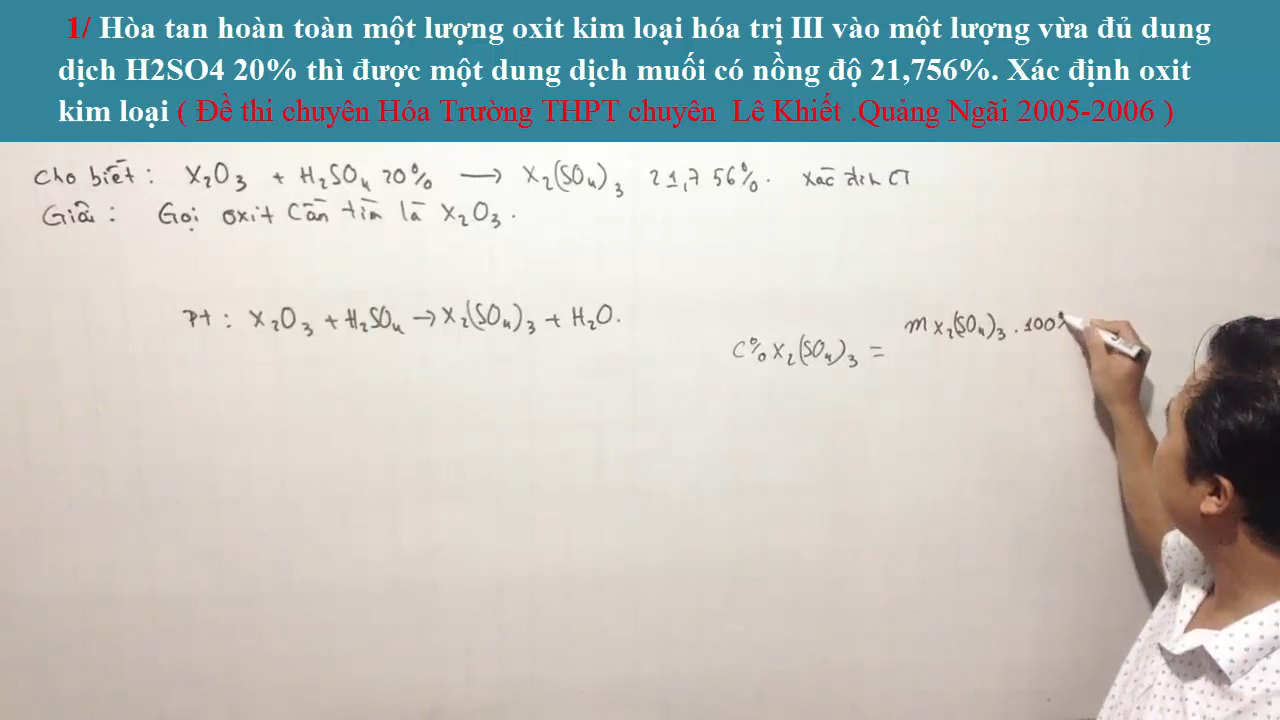 1/ Hòa tan hoàn toàn một lượng oxit kim loại hóa trị III vào một lượng vừa đủ dung
dịch H2SO4 20% thì được một dung dịch muối có nồng độ 21,756%. Xác định oxit
kim loại ( Đề thi chuyên Hóa Trường THPT chuyên Lê Khiết .Quảng Ngãi 2005-2006 )
Cho biết : X₂O₃ + H₂SO₄ 20% → X₂(SO₄)₃ 21,756%. Xác định CT
Giải : Gọi oxit cần tìm là X₂O₃.
Pt : X₂O₃ + H₂SO₄ → X₂(SO₄)₃ + H₂O.
C% X₂(SO₄)₃ =
m X₂(SO₄)₃ . 100%